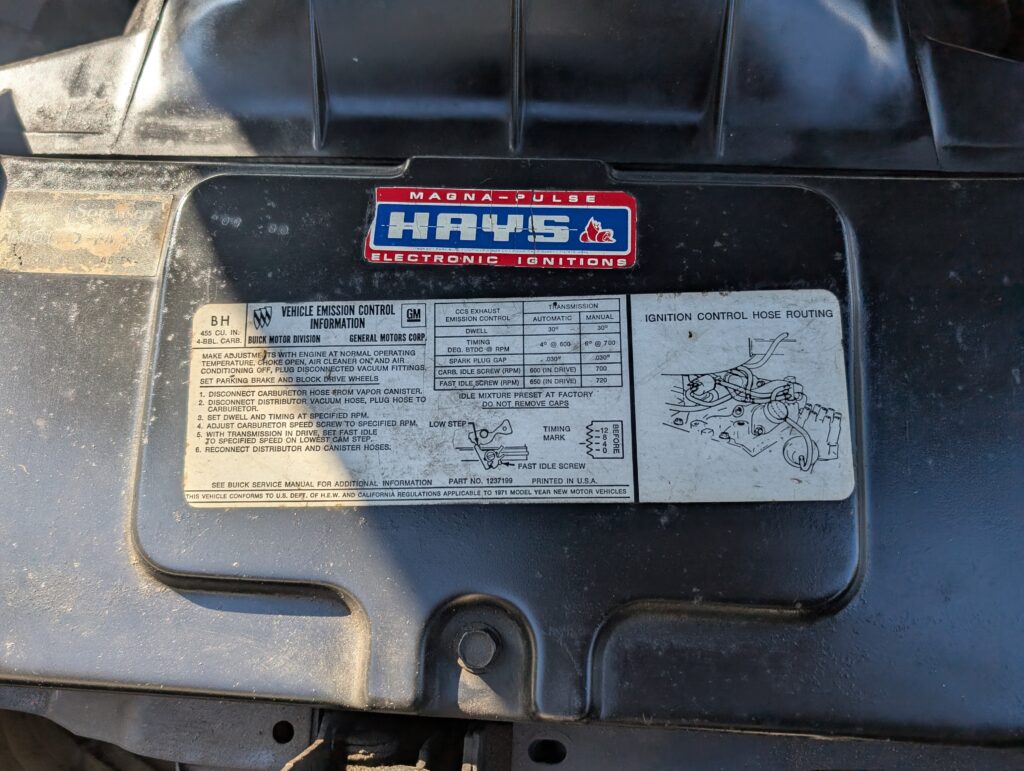 MAGNA-PULSE
HAYS
ELECTRONIC IGNITIONS
Sorensen
BH
455 CU. IN.
4-BBL. CARB.
VEHICLE EMISSION CONTROL
INFORMATION
GM
BUICK MOTOR DIVISION GENERAL MOTORS CORP.
MAKE ADJUSTMENTS WITH ENGINE AT NORMAL OPERATING
TEMPERATURE, CHOKE OPEN, AIR CLEANER ON, AND AIR
CONDITIONING OFF, PLUG DISCONNECTED VACUUM FITTINGS.
SET PARKING BRAKE AND BLOCK DRIVE WHEELS
1. DISCONNECT CARBURETOR HOSE FROM VAPOR CANISTER.
2. DISCONNECT DISTRIBUTOR VACUUM HOSE, PLUG HOSE TO
CARBURETOR.
3. SET DWELL AND TIMING AT SPECIFIED RPM.
4. ADJUST CARBURETOR SPEED SCREW TO SPECIFIED RPM.
5. WITH TRANSMISSION IN DRIVE, SET FAST IDLE
TO SPECIFIED SPEED ON LOWEST CAM STEP.
6. RECONNECT DISTRIBUTOR AND CANISTER HOSES.
CCS EXHAUST
EMISSION CONTROL
TRANSMISSION
AUTOMATIC MANUAL
DWELL 30º 30º
TIMING
DEG. BTDC @ RPM 4º @ 600 6º @ 700
SPARK PLUG GAP .030" .030"
CARB. IDLE SCREW (RPM) 600 (IN DRIVE) 700
FAST IDLE SCREW (RPM) 650 (IN DRIVE) 720
IDLE MIXTURE PRESET AT FACTORY
DO NOT REMOVE CAPS
LOW STEP
FAST IDLE SCREW
TIMING
MARK
12
8
4
0
BEFORE
SEE BUICK SERVICE MANUAL FOR ADDITIONAL INFORMATION PART NO. 1237199 PRINTED IN U.S.A.
THIS VEHICLE CONFORMS TO U.S. DEPT. OF H.E.W. AND CALIFORNIA REGULATIONS APPLICABLE TO 1971 MODEL YEAR NEW MOTOR VEHICLES
IGNITION CONTROL HOSE ROUTING